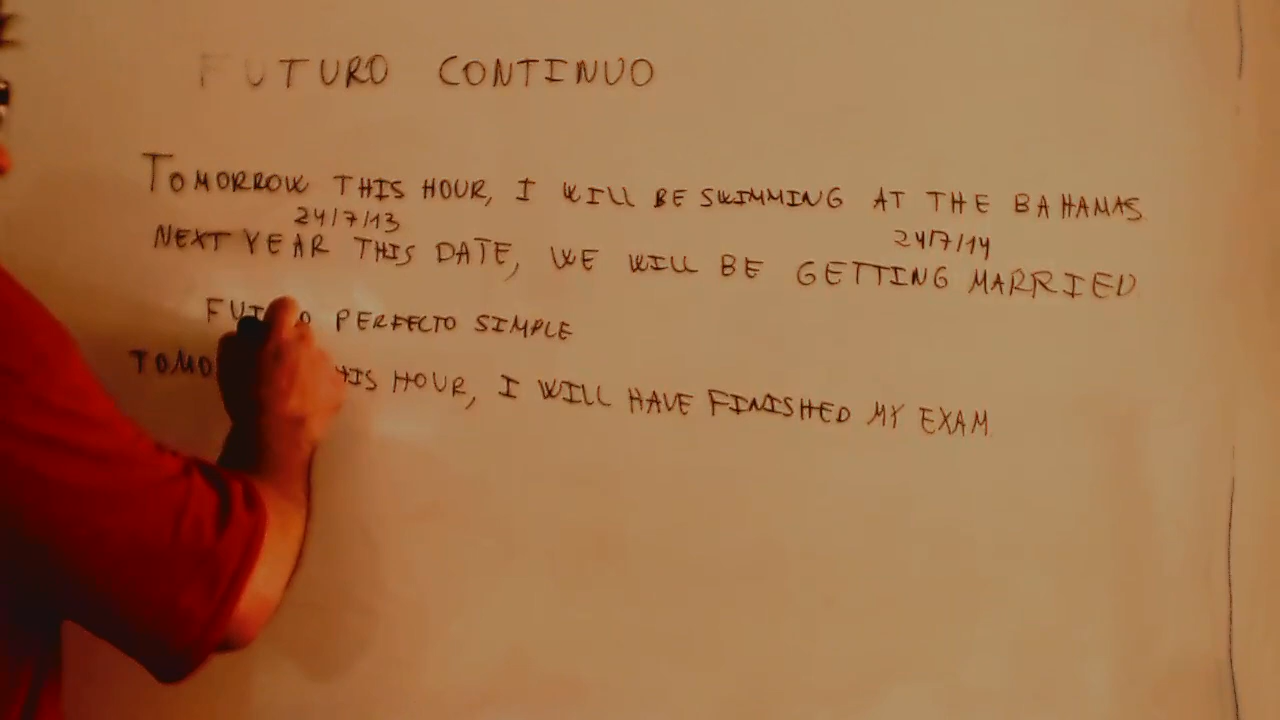 FUTURO CONTINUO
TOMORROW THIS HOUR, I WILL BE SWIMMING AT THE BAHAMAS
24/7/13 24/7/14
NEXT YEAR THIS DATE, WE WILL BE GETTING MARRIED
PERFECTO SIMPLE
HOUR, I WILL HAVE FINISHED MY EXAM